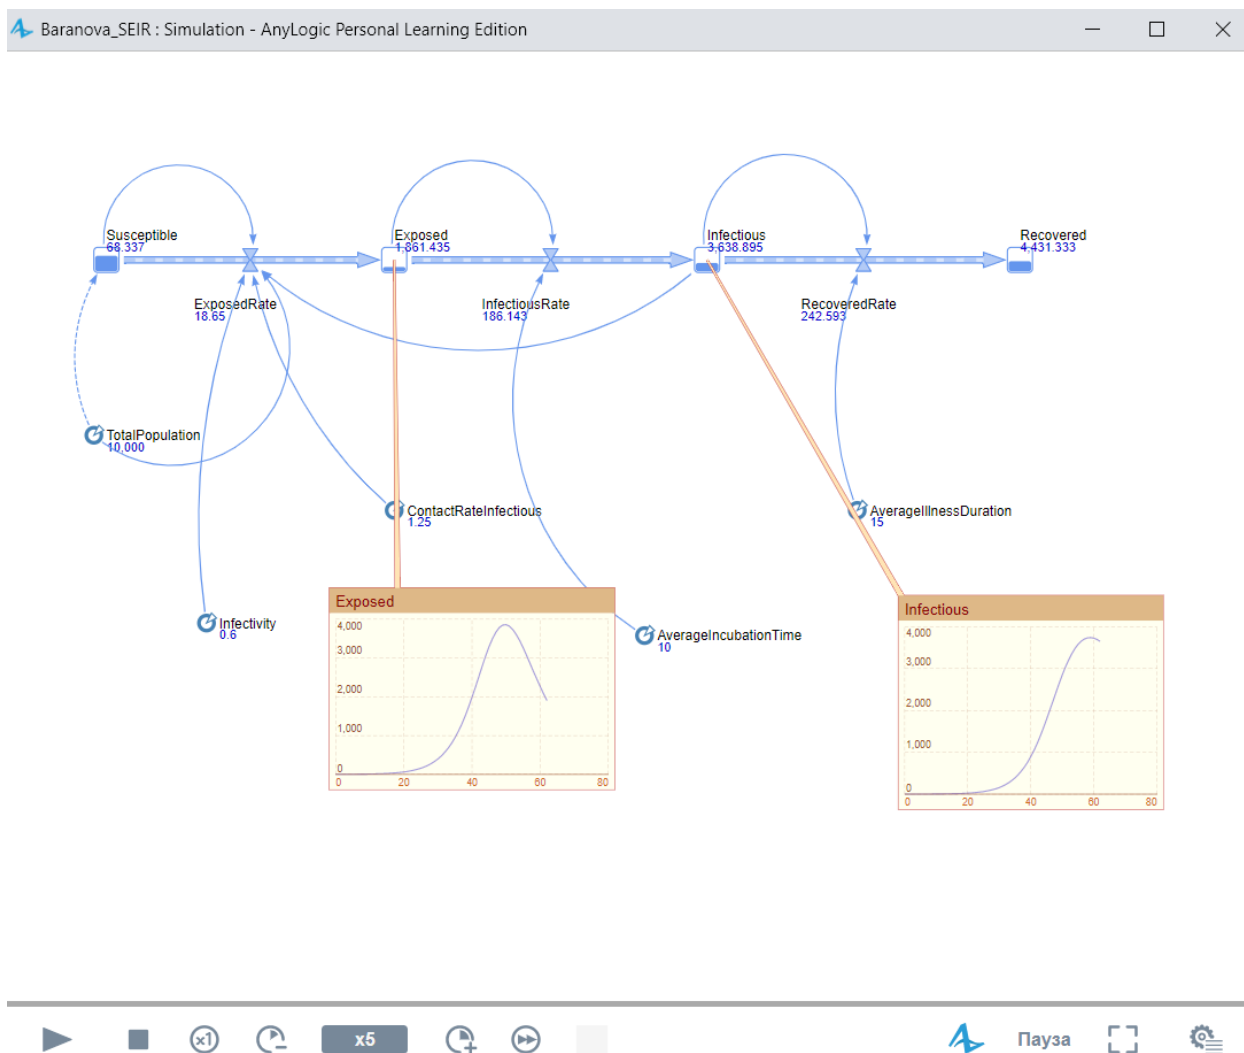 Baranova_SEIR : Simulation - AnyLogic Personal Learning Edition
Susceptible
68.337
Exposed
1,861.435
Infectious
3,638.895
Recovered
4,431.333
ExposedRate
18.65
InfectiousRate
186.143
RecoveredRate
242.593
TotalPopulation
10,000
ContactRateInfectious
1.25
AverageIllnessDuration
15
Infectivity
0.6
AverageIncubationTime
10
Exposed
4,000
3,000
2,000
1,000
0
0 20 40 60 80
Infectious
4,000
3,000
2,000
1,000
0
0 20 40 60 80
x1 x5 Пауза